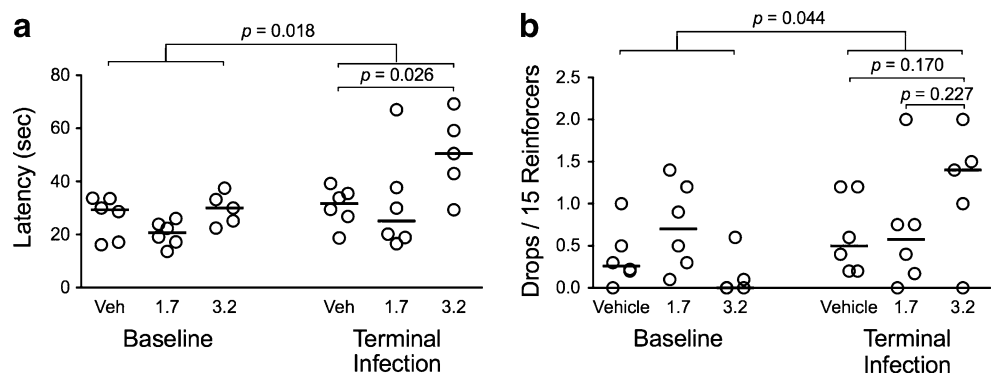 a
p = 0.018
p = 0.026
Latency (sec)
80
60
40
20
0
Veh 1.7 3.2 Veh 1.7 3.2
Baseline Terminal
Infection
b
p = 0.044
p = 0.170
p = 0.227
Drops / 15 Reinforcers
2.5
2.0
1.5
1.0
0.5
0.0
Vehicle 1.7 3.2 Vehicle 1.7 3.2
Baseline Terminal
Infection